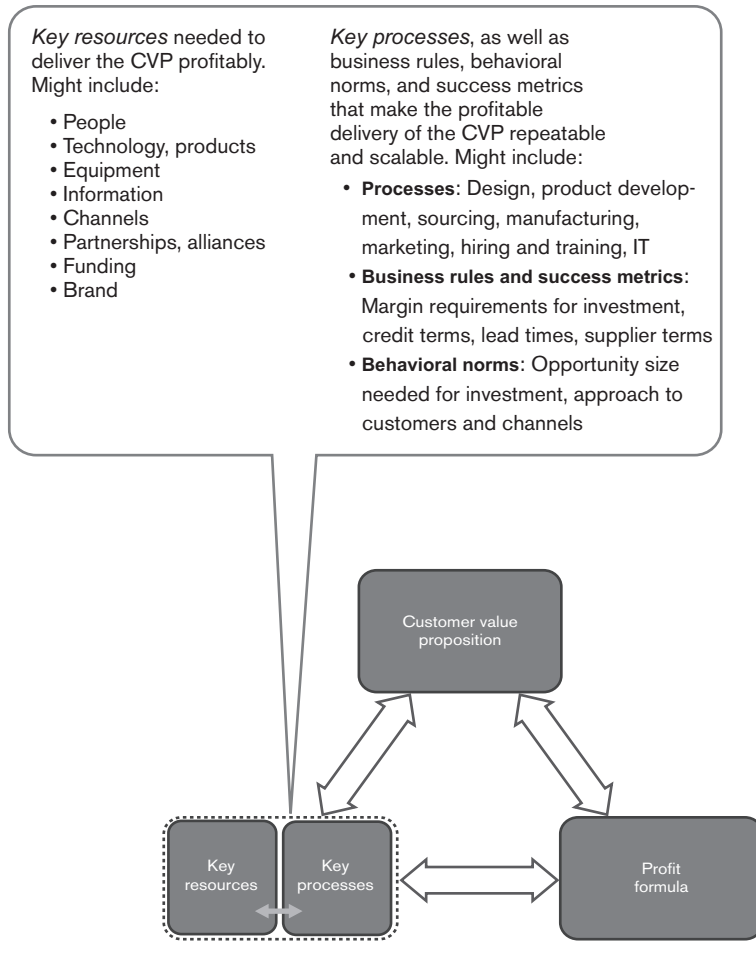 Key resources needed to
deliver the CVP profitably.
Might include:
• People
• Technology, products
• Equipment
• Information
• Channels
• Partnerships, alliances
• Funding
• Brand
Key processes, as well as
business rules, behavioral
norms, and success metrics
that make the profitable
delivery of the CVP repeatable
and scalable. Might include:
• Processes: Design, product develop-
ment, sourcing, manufacturing,
marketing, hiring and training, IT
• Business rules and success metrics:
Margin requirements for investment,
credit terms, lead times, supplier terms
• Behavioral norms: Opportunity size
needed for investment, approach to
customers and channels
Customer value
proposition
Key
resources
Key
processes
Profit
formula